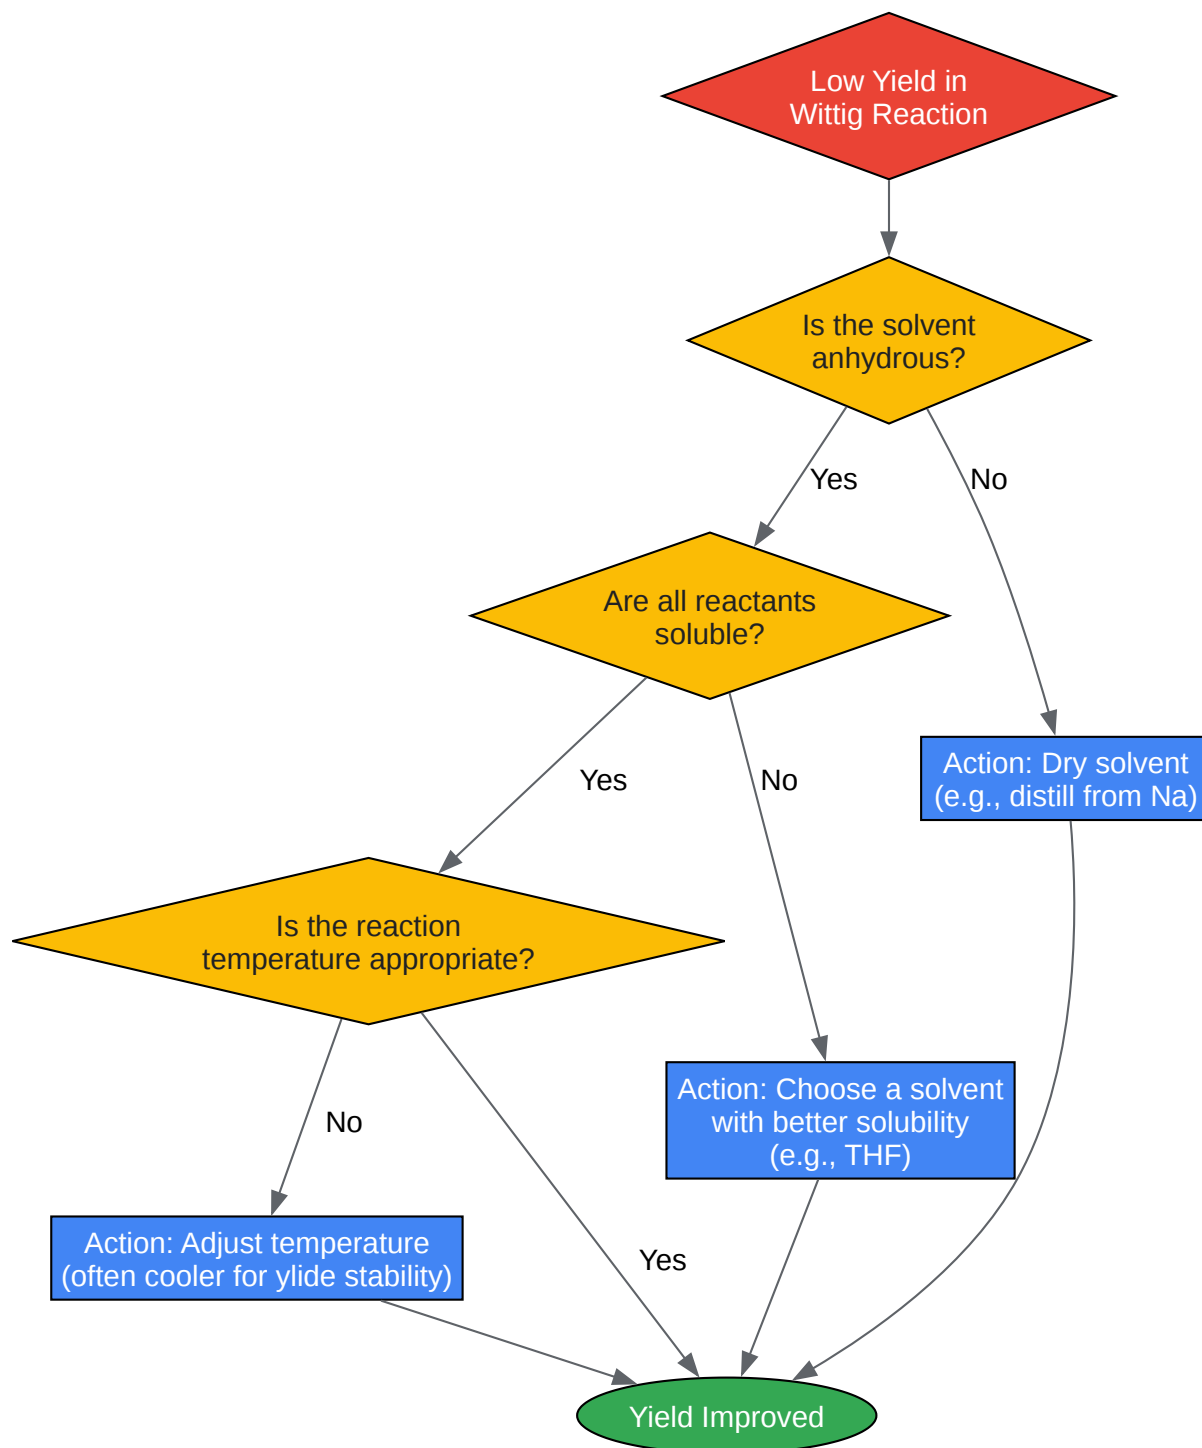 Low Yield in
Wittig Reaction
Is the solvent
anhydrous?
Yes
No
Are all reactants
soluble?
Action: Dry solvent
(e.g., distill from Na)
Yes
No
Is the reaction
temperature appropriate?
Action: Choose a solvent
with better solubility
(e.g., THF)
No
Action: Adjust temperature
(often cooler for ylide stability)
Yes
Yield Improved